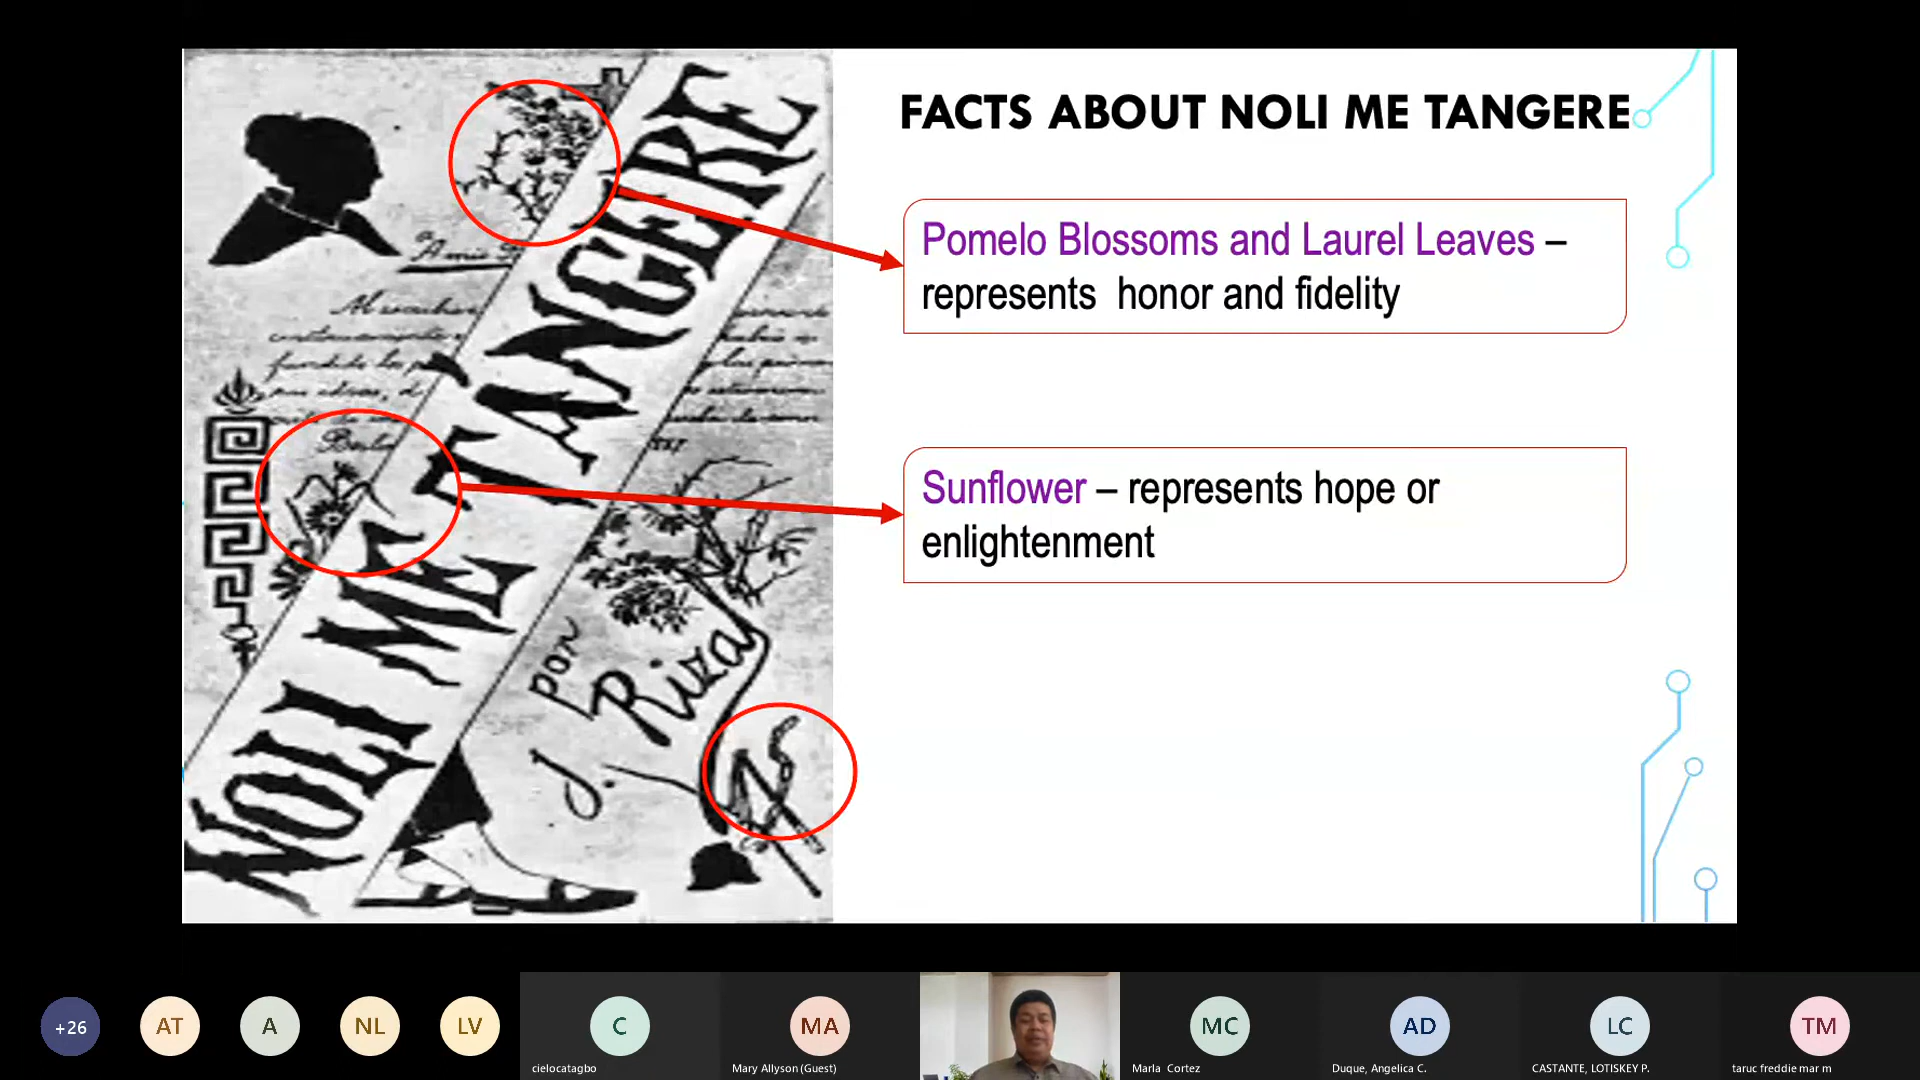 FACTS ABOUT NOLI ME TANGERE
Pomelo Blossoms and Laurel Leaves –
represents honor and fidelity
Sunflower – represents hope or
enlightenment
NOLI ME TANGERE
por
J. Rizal
+26
AT
A
NL
LV
C
MA
MC
AD
LC
TM
cielocatagbo
Mary Allyson (Guest)
Marla Cortez
Duque, Angelica C.
CASTANTE, LOTISKEY P.
taruc freddie mar m